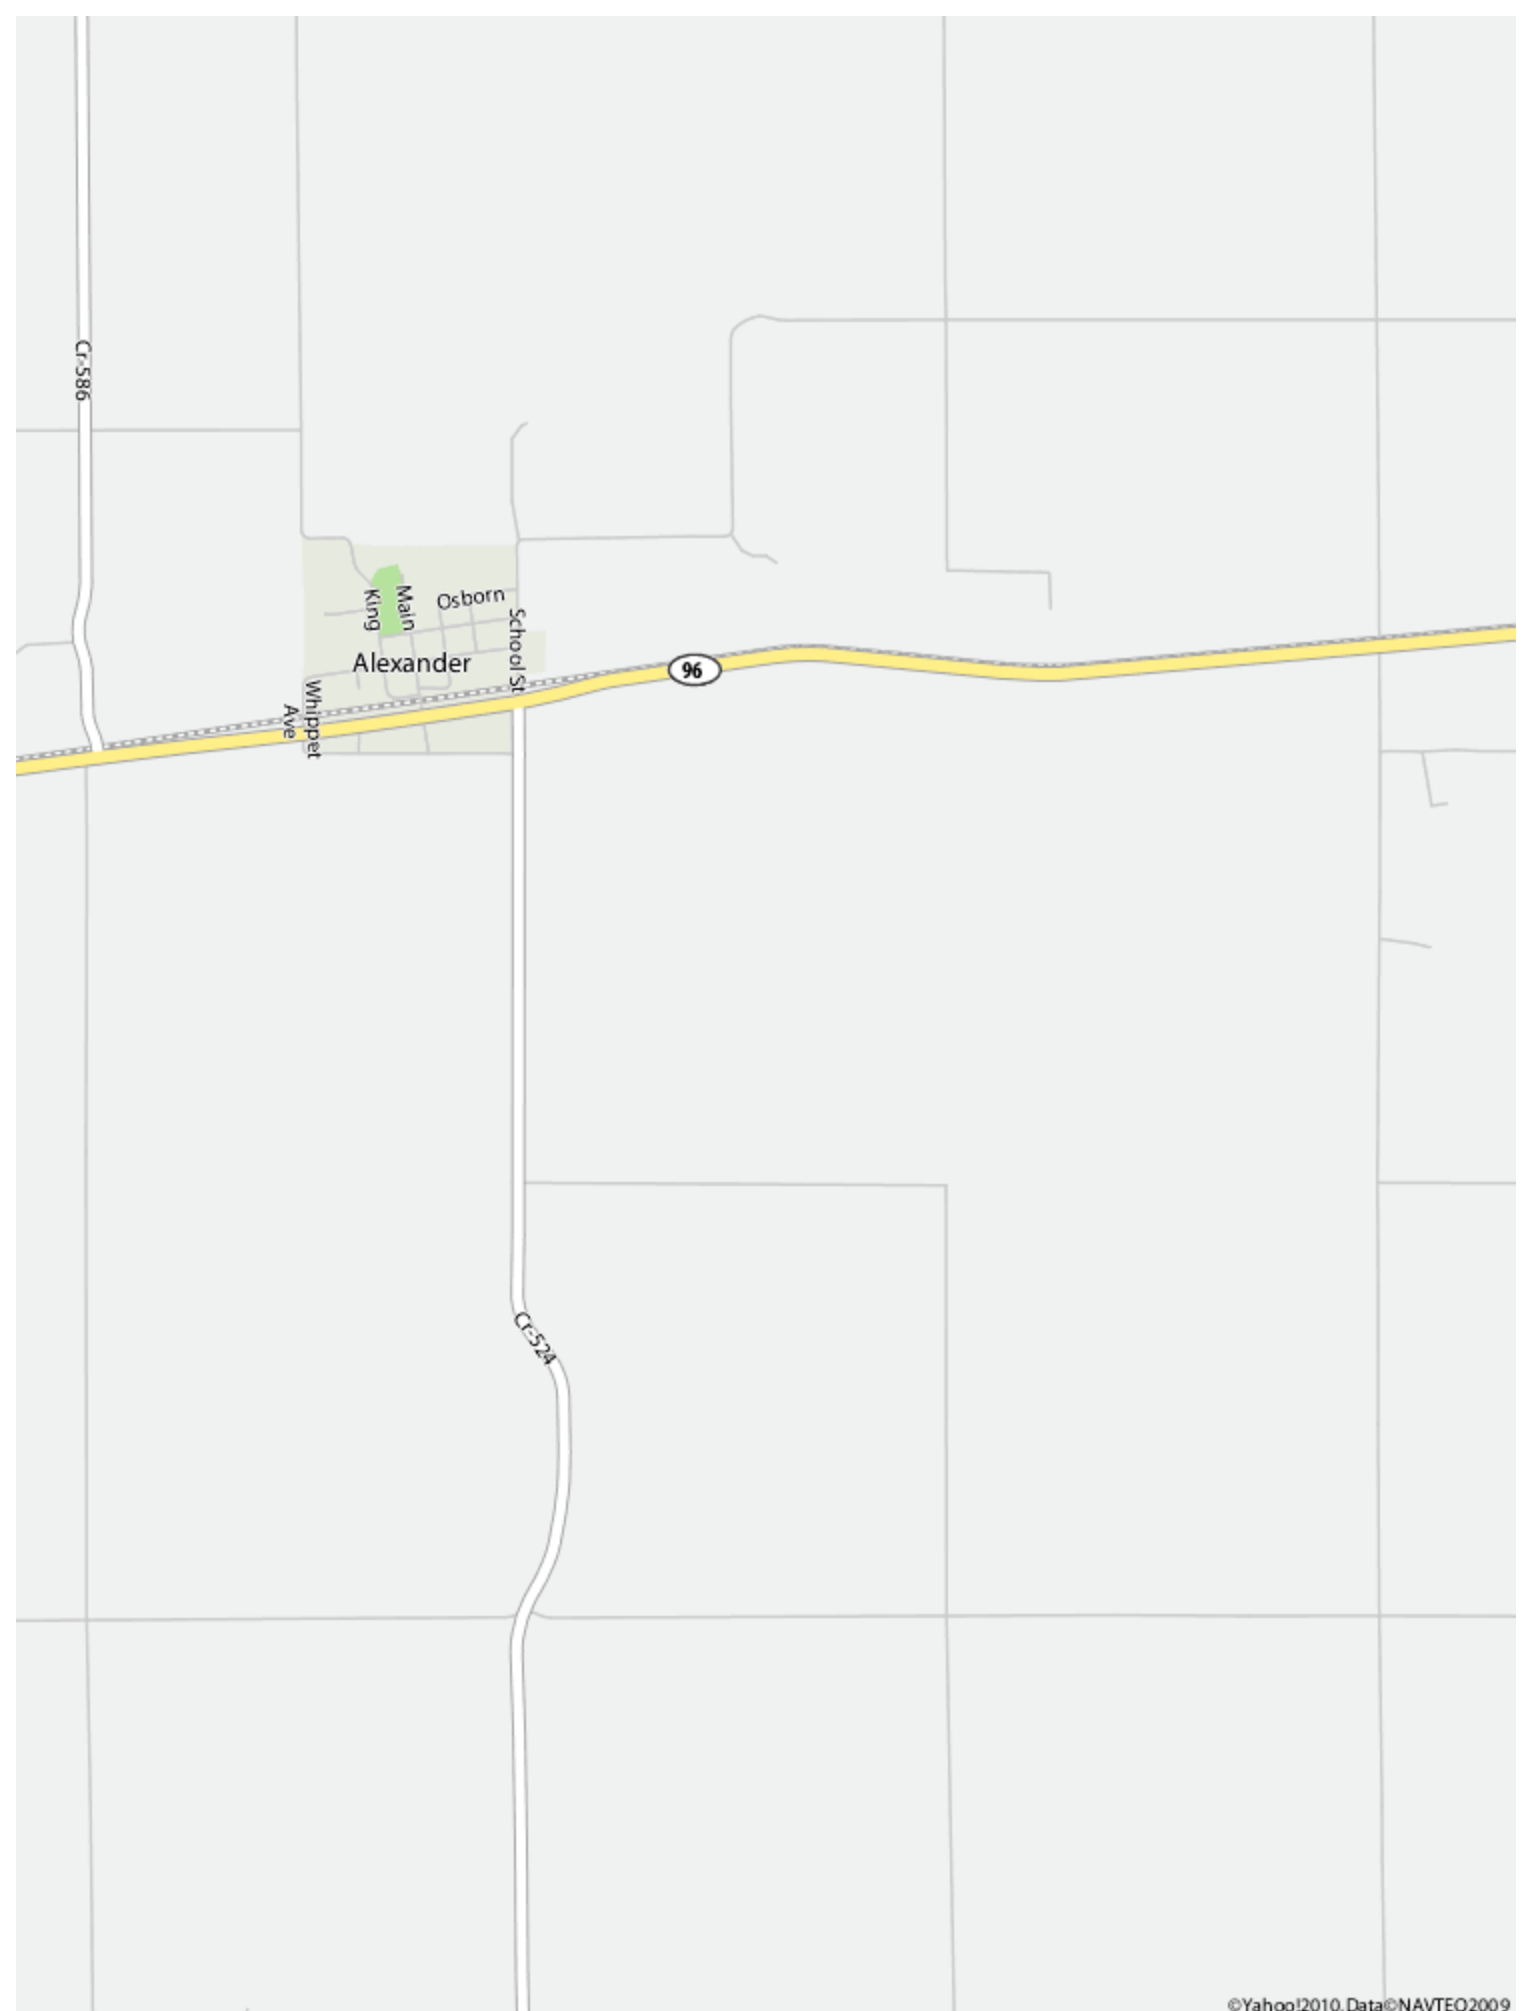 Cr-586
King
Main
Osborn
School St
Alexander
96
Whippet
Ave
Cr-524
©Yahoo!2010,Data©NAVTEQ2009